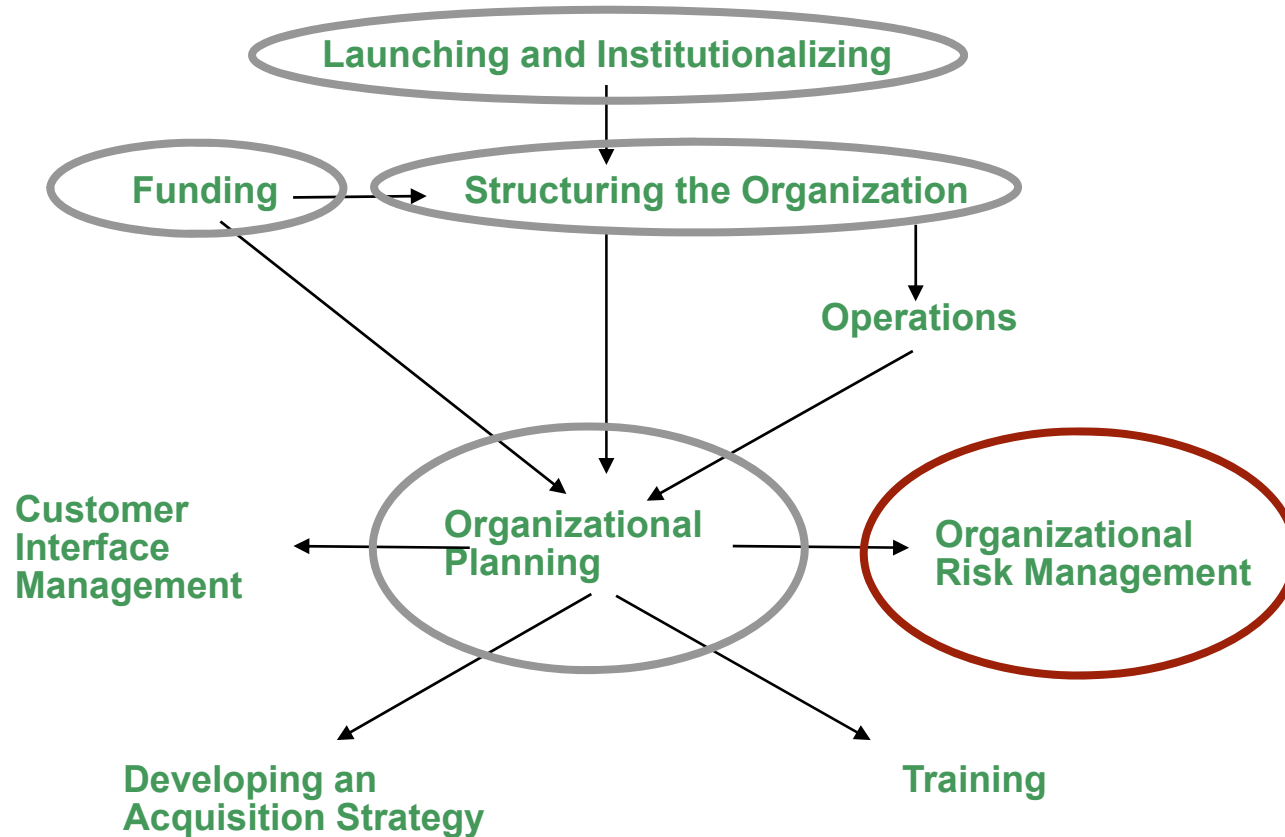 Launching and Institutionalizing
Funding
Structuring the Organization
Operations
Customer
Interface
Management
Organizational
Planning
Organizational
Risk Management
Developing an
Acquisition Strategy
Training